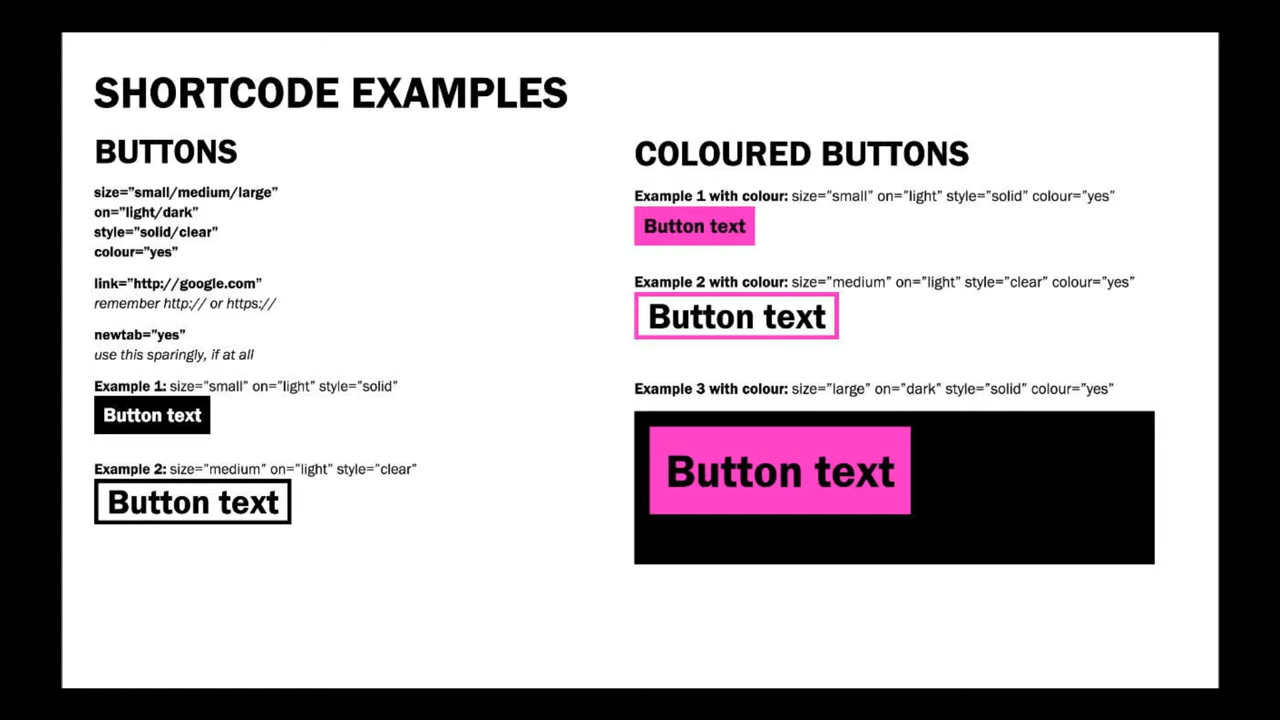 SHORTCODE EXAMPLES
BUTTONS
size=”small/medium/large”
on=”light/dark”
style=”solid/clear”
colour=”yes”
link=”http://google.com”
remember http:// or https://
newtab=”yes”
use this sparingly, if at all
Example 1: size=”small” on=”light” style=”solid”
Button text
Example 2: size=”medium” on=”light” style=”clear”
Button text
COLOURED BUTTONS
Example 1 with colour: size=”small” on=”light” style=”solid” colour=”yes”
Button text
Example 2 with colour: size=”medium” on=”light” style=”clear” colour=”yes”
Button text
Example 3 with colour: size=”large” on=”dark” style=”solid” colour=”yes”
Button text